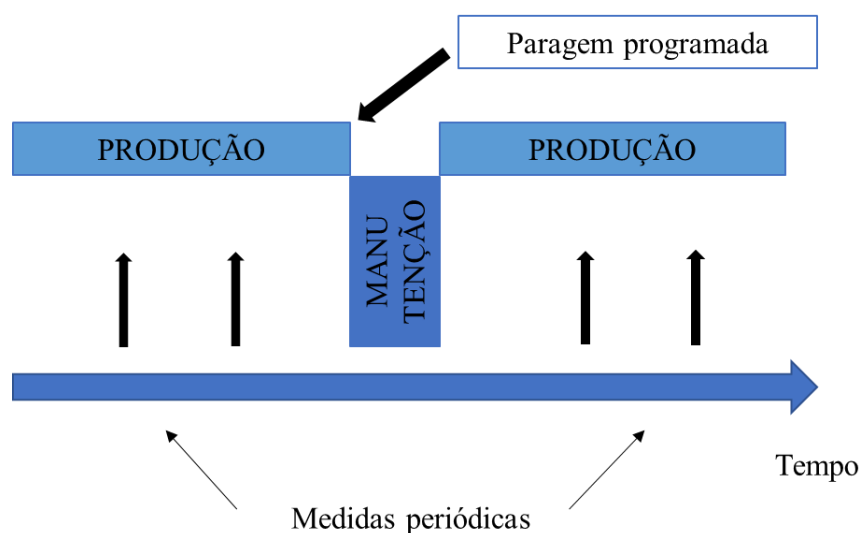 Paragem programada
PRODUÇÃO
PRODUÇÃO
MANU
TENÇÃO
Tempo
Medidas periódicas